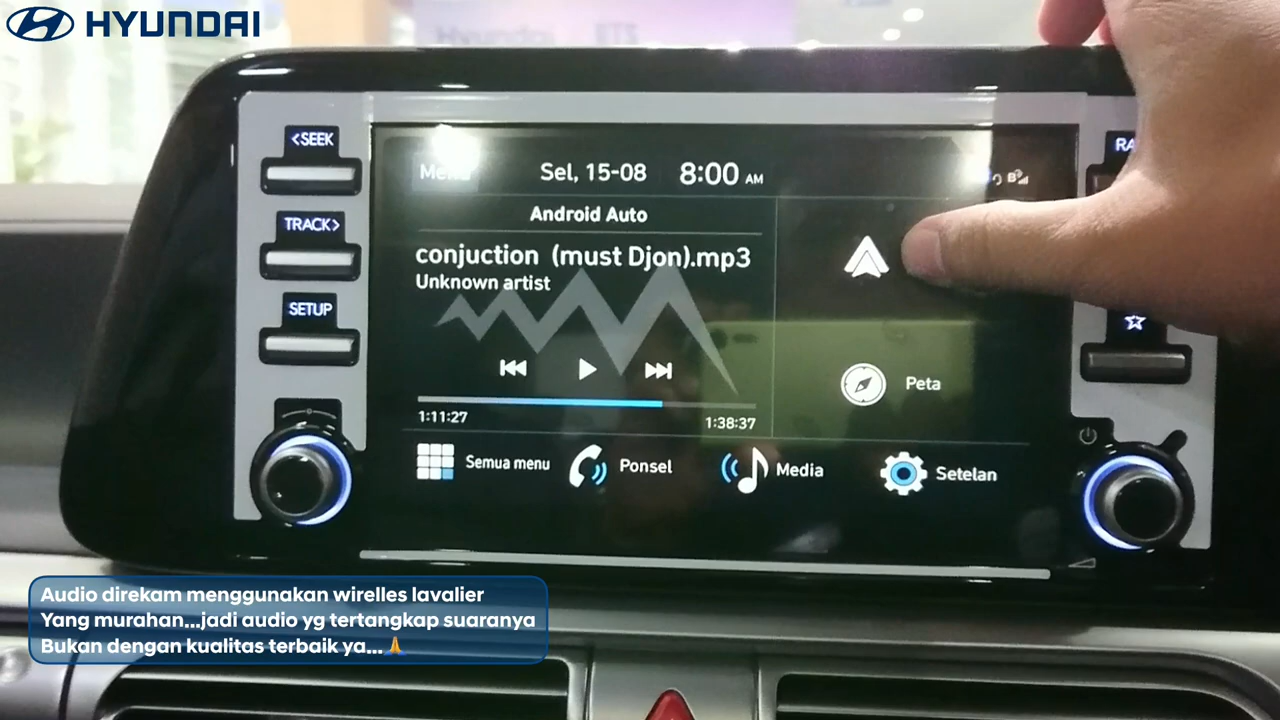 HYUNDAI
<SEEK
TRACK>
SETUP
Menu
Sel, 15-08
8:00 AM
Android Auto
conjuction (must Djon).mp3
Unknown artist
1:11:27
1:38:37
Peta
Semua menu
Ponsel
Media
Setelan
Audio direkam menggunakan wirelles lavalier
Yang murahan...jadi audio yg tertangkap suaranya
Bukan dengan kualitas terbaik ya...🙏